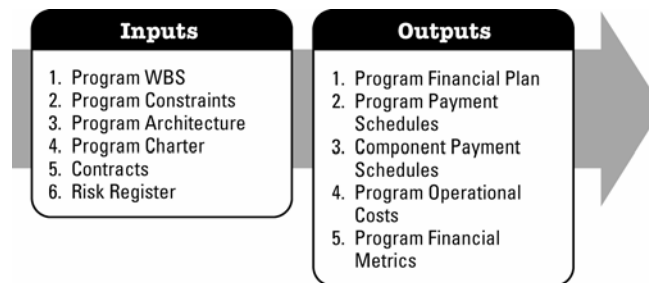 Inputs
1. Program WBS
2. Program Constraints
3. Program Architecture
4. Program Charter
5. Contracts
6. Risk Register
Outputs
1. Program Financial Plan
2. Program Payment
Schedules
3. Component Payment
Schedules
4. Program Operational
Costs
5. Program Financial
Metrics